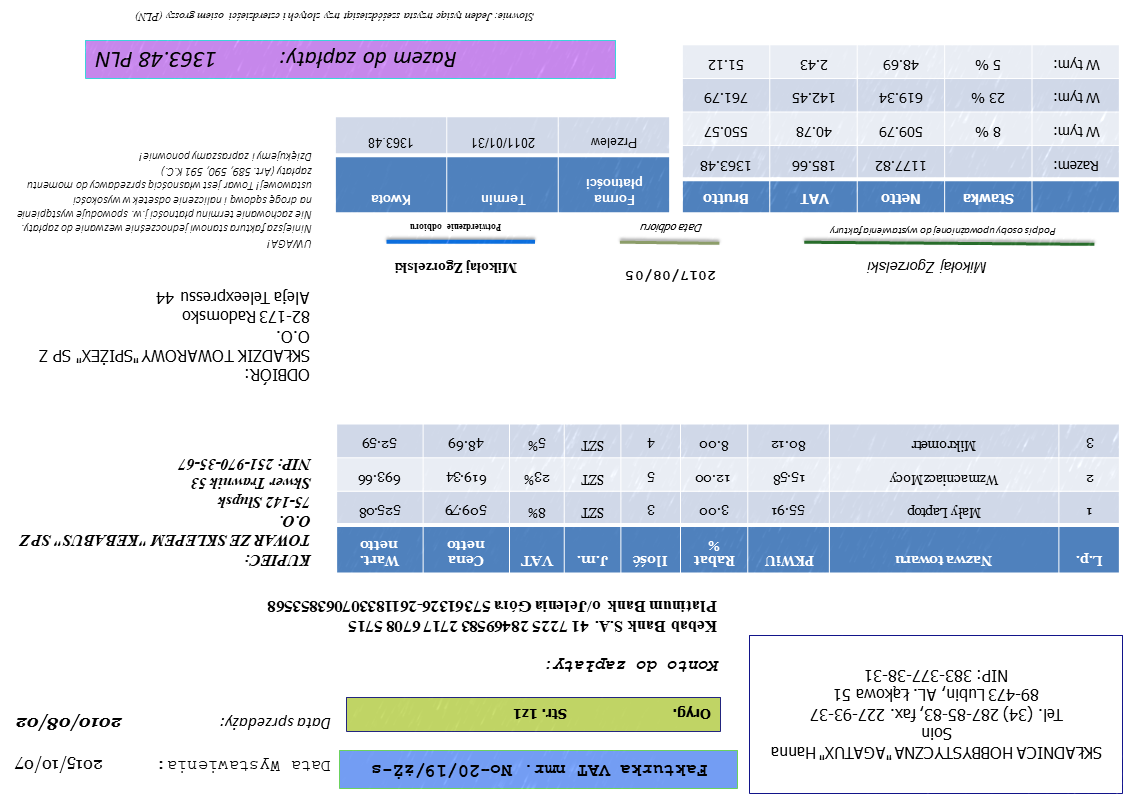 SKŁADNICA HOBBYSTYCZNA "AGATUX" Hanna
Soin
Tel. (34) 287-85-83, fax. 227-93-37
89-473 Lubin, AL. Łąkowa 51
NIP: 383-377-38-31
Fakturka VAT nmr. No-20/19/żŻ-s
Data Wystawienia: 2015/10/07
Oryg. Str. 1z1
Data sprzedaży: 2010/08/02
Konto do zapłaty:
Kebab Bank S.A. 41 7225 28469583 2717 6708 5715
Platinum Bank o/Jelenia Góra 57361326-2611833070638553568
L.p. Nazwa towaru PKWiU Rabat % Ilość J.m. VAT Cena netto Wart. netto
1 Mały Laptop 55.91 3.00 3 SZT 8% 509.79 525.08
2 Wzmacniacz Mocy 15.58 12.00 5 SZT 23% 619.34 693.66
3 Mikrometr 80.12 8.00 4 SZT 5% 48.69 52.59
KUPIEC:
TOWAR ZE SKLEPEM "KEBABUS" SP Z
O.O.
75-142 Słupsk
Skwer Trawnaw 53
NIP: 251-970-35-67
ODBIÓR:
SKŁADZIK TOWAROWY "SPIŻEX" SP Z
O.O.
82-173 Radomsko
Aleja Teleexpressu 44
Mikołaj Zgorzelski
Podpis osoby upoważnionej do wystawienia faktury
2017/08/05
Data odbioru
Mikołaj Zgorzelski
Potwierdzenie odbioru
UWAGA!
Niniejsza faktura stanowi jednocześnie wezwanie do zapłaty.
Nie zachowanie terminu płatności j.w. spowoduje wystąpienie
na drogę sądową i naliczenie odsetek w wysokości
ustawowej! Towar jest własnością sprzedawcy do momentu
zapłaty (Art. 589, 590, 591 K.C.)
Dziękujemy i zapraszamy ponownie!
Stawka Netto VAT Brutto
Razem: 1177.82 185.66 1363.48
W tym: 8 % 509.79 40.78 550.57
W tym: 23 % 619.34 142.45 761.79
W tym: 5 % 48.69 2.43 51.12
Forma płatności Termin Kwota
Przelew 2011/01/31 1363.48
Razem do zapłaty: 1363.48 PLN
Słownie: Jeden tysiąc trzysta sześćdziesiąt trzy złotych i czterdzieści osiem groszy (PLN)